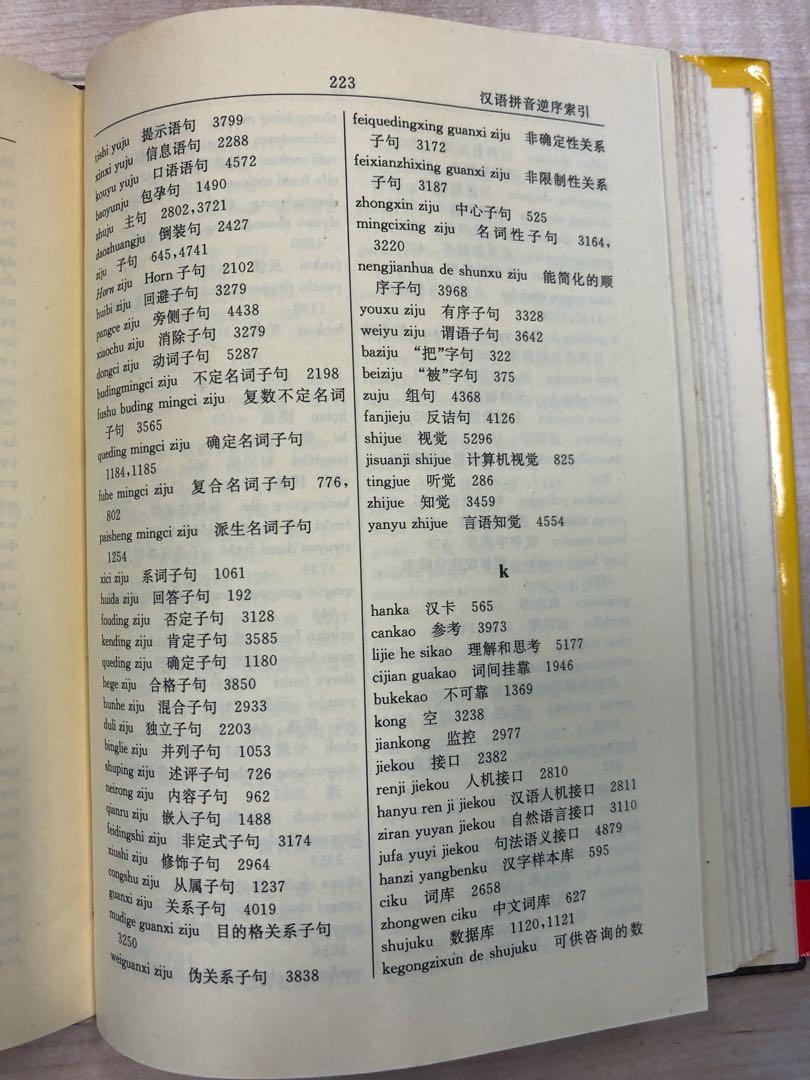 223
汉语拼音逆序索引
tishi yuju 提示语句 3799
xinxi yuju 信息语句 2288
kouyu yuju 口语语句 4572
baoyunju 包孕句 1490
zhuju 主句 2802,3721
daozhuangju 倒装句 2427
ziju 子句 645,4741
Horn ziju Horn子句 2102
huibi ziju 回避子句 3279
pangce ziju 旁侧子句 4438
xiaochu ziju 消除子句 3279
dongci ziju 动词子句 5287
budingmingci ziju 不定名词子句 2198
fushu buding mingci ziju 复数不定名词
子句 3565
queding mingci ziju 确定名词子句
1184,1185
fuhe mingci ziju 复合名词子句 776,
802
paisheng mingci ziju 派生名词子句
1254
xici ziju 系词子句 1061
huida ziju 回答子句 192
fouding ziju 否定子句 3128
kending ziju 肯定子句 3585
queding ziju 确定子句 1180
hege ziju 合格子句 3850
hunhe ziju 混合子句 2933
duli ziju 独立子句 2203
binglie ziju 并列子句 1053
shuping ziju 述评子句 726
neirong ziju 内容子句 962
qianru ziju 嵌入子句 1488
feidingshi ziju 非定式子句 3174
xiushi ziju 修饰子句 2964
congshu ziju 从属子句 1237
guanxi ziju 关系子句 4019
mudige guanxi ziju 目的格关系子句
3250
weiguanxi ziju 伪关系子句 3838
feiquedingxing guanxi ziju 非确定性关系
子句 3172
feixianzhixing guanxi ziju 非限制性关系
子句 3187
zhongxin ziju 中心子句 525
mingcixing ziju 名词性子句 3164,
3220
nengjianhua de shunxu ziju 能简化的顺
序子句 3968
youxu ziju 有序子句 3328
weiyu ziju 谓语子句 3642
baziju “把”字句 322
beiziju “被”字句 375
zuju 组句 4368
fanjieju 反诘句 4126
shijue 视觉 5296
jisuanji shijue 计算机视觉 825
tingjue 听觉 286
zhijue 知觉 3459
yanyu zhijue 言语知觉 4554
k
hanka 汉卡 565
cankao 参考 3973
lijie he sikao 理解和思考 5177
cijian guakao 词间挂靠 1946
bukekao 不可靠 1369
kong 空 3238
jiankong 监控 2977
jiekou 接口 2382
renji jiekou 人机接口 2810
hanyu ren ji jiekou 汉语人机接口 2811
ziran yuyan jiekou 自然语言接口 3110
jufa yuyi jiekou 句法语义接口 4879
hanzi yangbenku 汉字样本库 595
ciku 词库 2658
zhongwen ciku 中文词库 627
shujuku 数据库 1120,1121
kegongzixun de shujuku 可供咨询的数